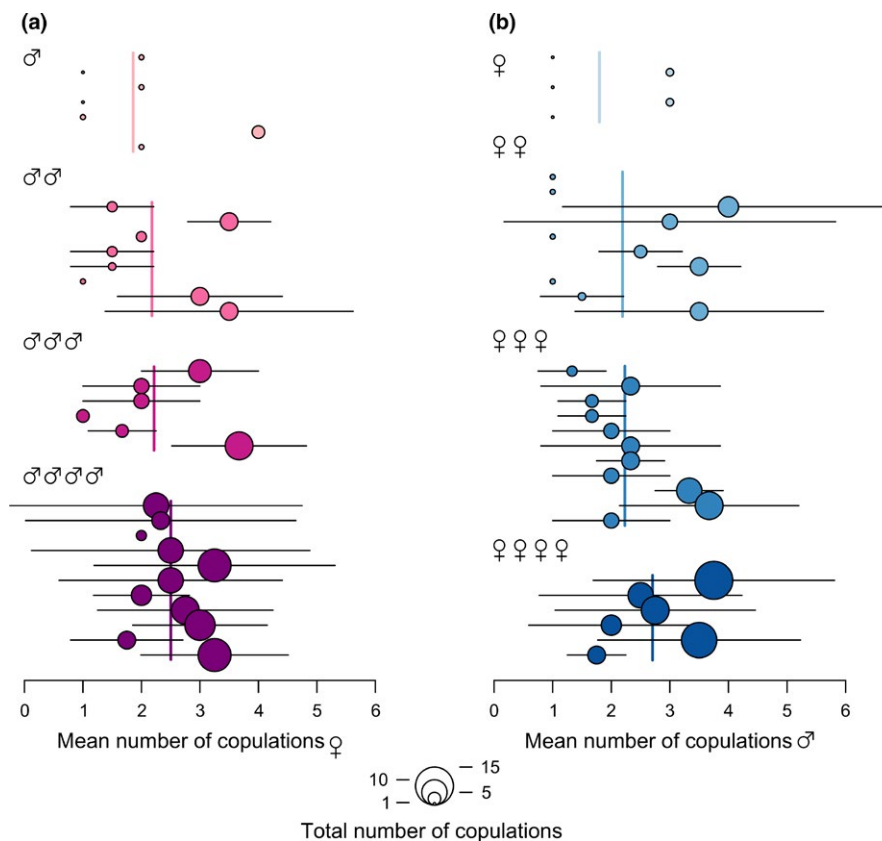 (a)
♂
♂♂
♂♂♂
♂♂♂♂
0 1 2 3 4 5 6
Mean number of copulations ♀
(b)
♀
♀♀
♀♀♀
♀♀♀♀
0 1 2 3 4 5 6
Mean number of copulations ♂
15
10
5
1
Total number of copulations